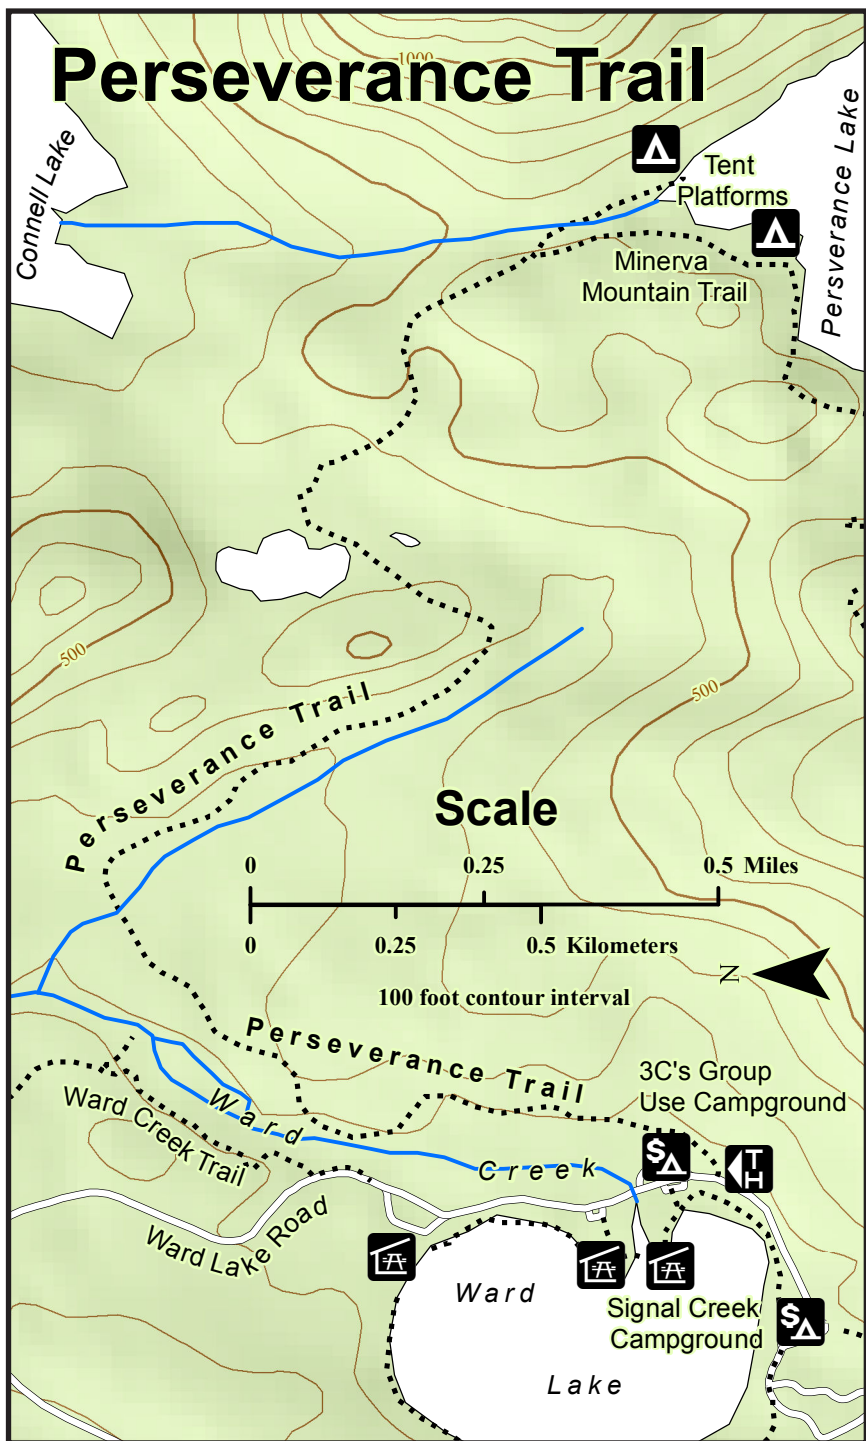 Perseverance Trail
1000
Connell Lake
Persverance Lake
Tent
Platforms
Minerva
Mountain Trail
500
500
Perseverance Trail
Scale
0
0.25
0.5 Miles
0
0.25
0.5 Kilometers
100 foot contour interval
N
Perseverance Trail
3C's Group
Use Campground
Ward Creek
Ward Creek Trail
$
TH
Ward Lake Road
Ward
Lake
Signal Creek
Campground
$